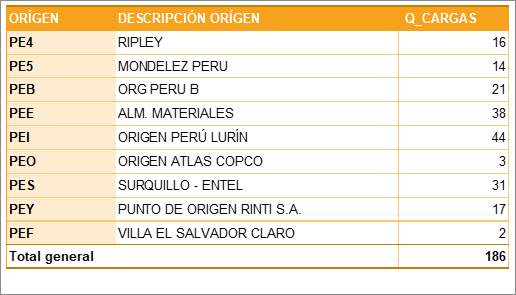 ORÍGEN DESCRIPCIÓN ORÍGEN Q_CARGAS
PE4 RIPLEY 16
PE5 MONDELEZ PERU 14
PEB ORG PERU B 21
PEE ALM. MATERIALES 38
PEI ORIGEN PERÚ LURÍN 44
PEO ORIGEN ATLAS COPCO 3
PES SURQUILLO - ENTEL 31
PEY PUNTO DE ORIGEN RINTI S.A. 17
PEF VILLA EL SALVADOR CLARO 2
Total general 186